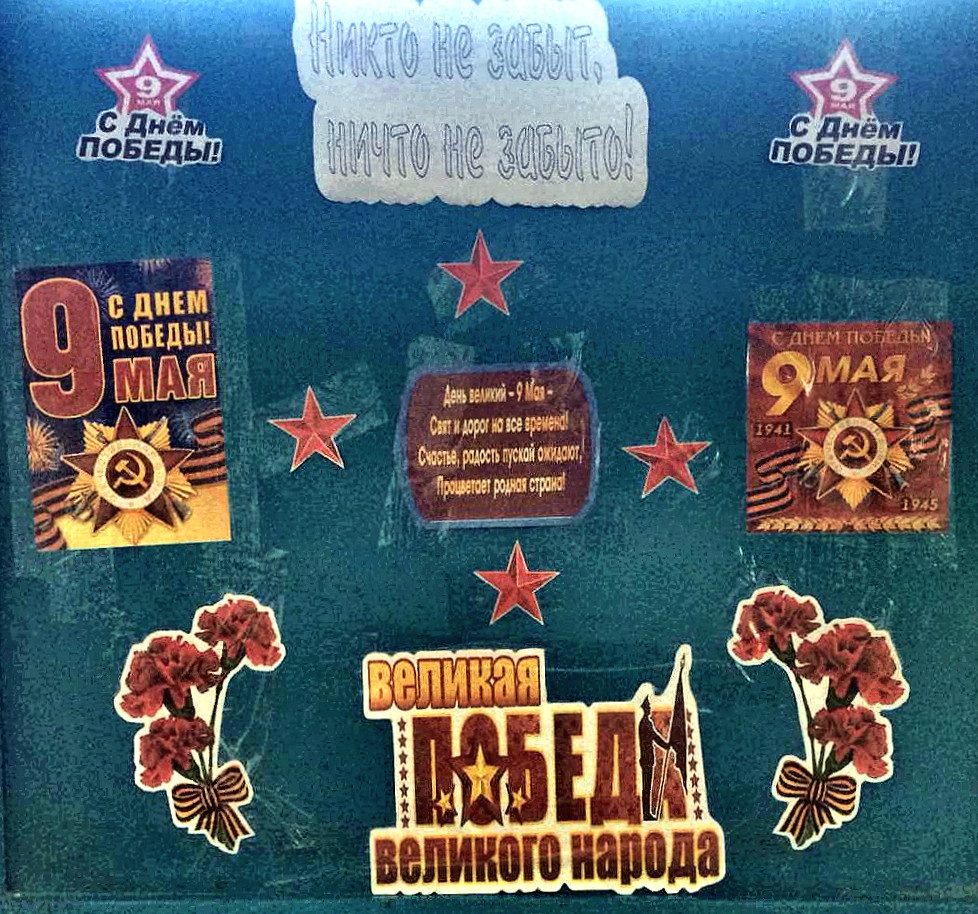 Никто не забыт,
ничто не забыто!
9
МАЯ
С Днём
ПОБЕДЫ!
9
МАЯ
С Днём
ПОБЕДЫ!
9
С ДНЕМ
ПОБЕДЫ!
МАЯ
День великий – 9 Мая –
Свят и дорог на все времена!
Счастье, радость пускай ожидают,
Процветает родная страна!
С ДНЕМ ПОБЕДЫ
9 МАЯ
1941
1945
великая
ПОБЕДА
великого народа